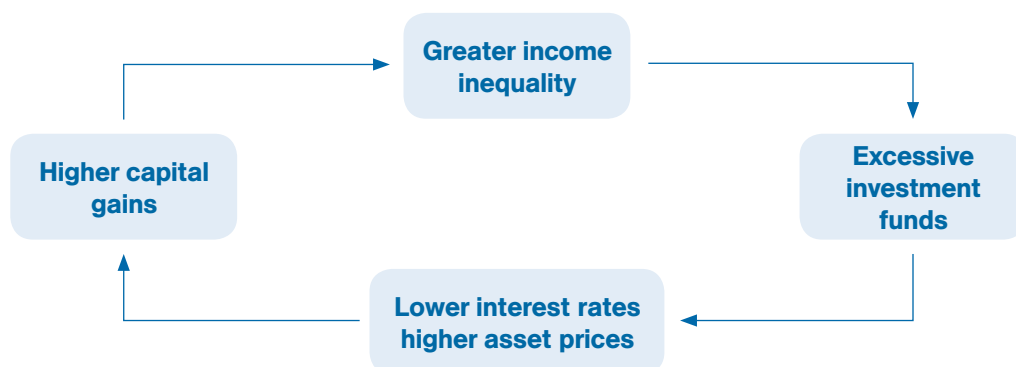 Greater income
inequality
Excessive
investment
funds
Lower interest rates
higher asset prices
Higher capital
gains